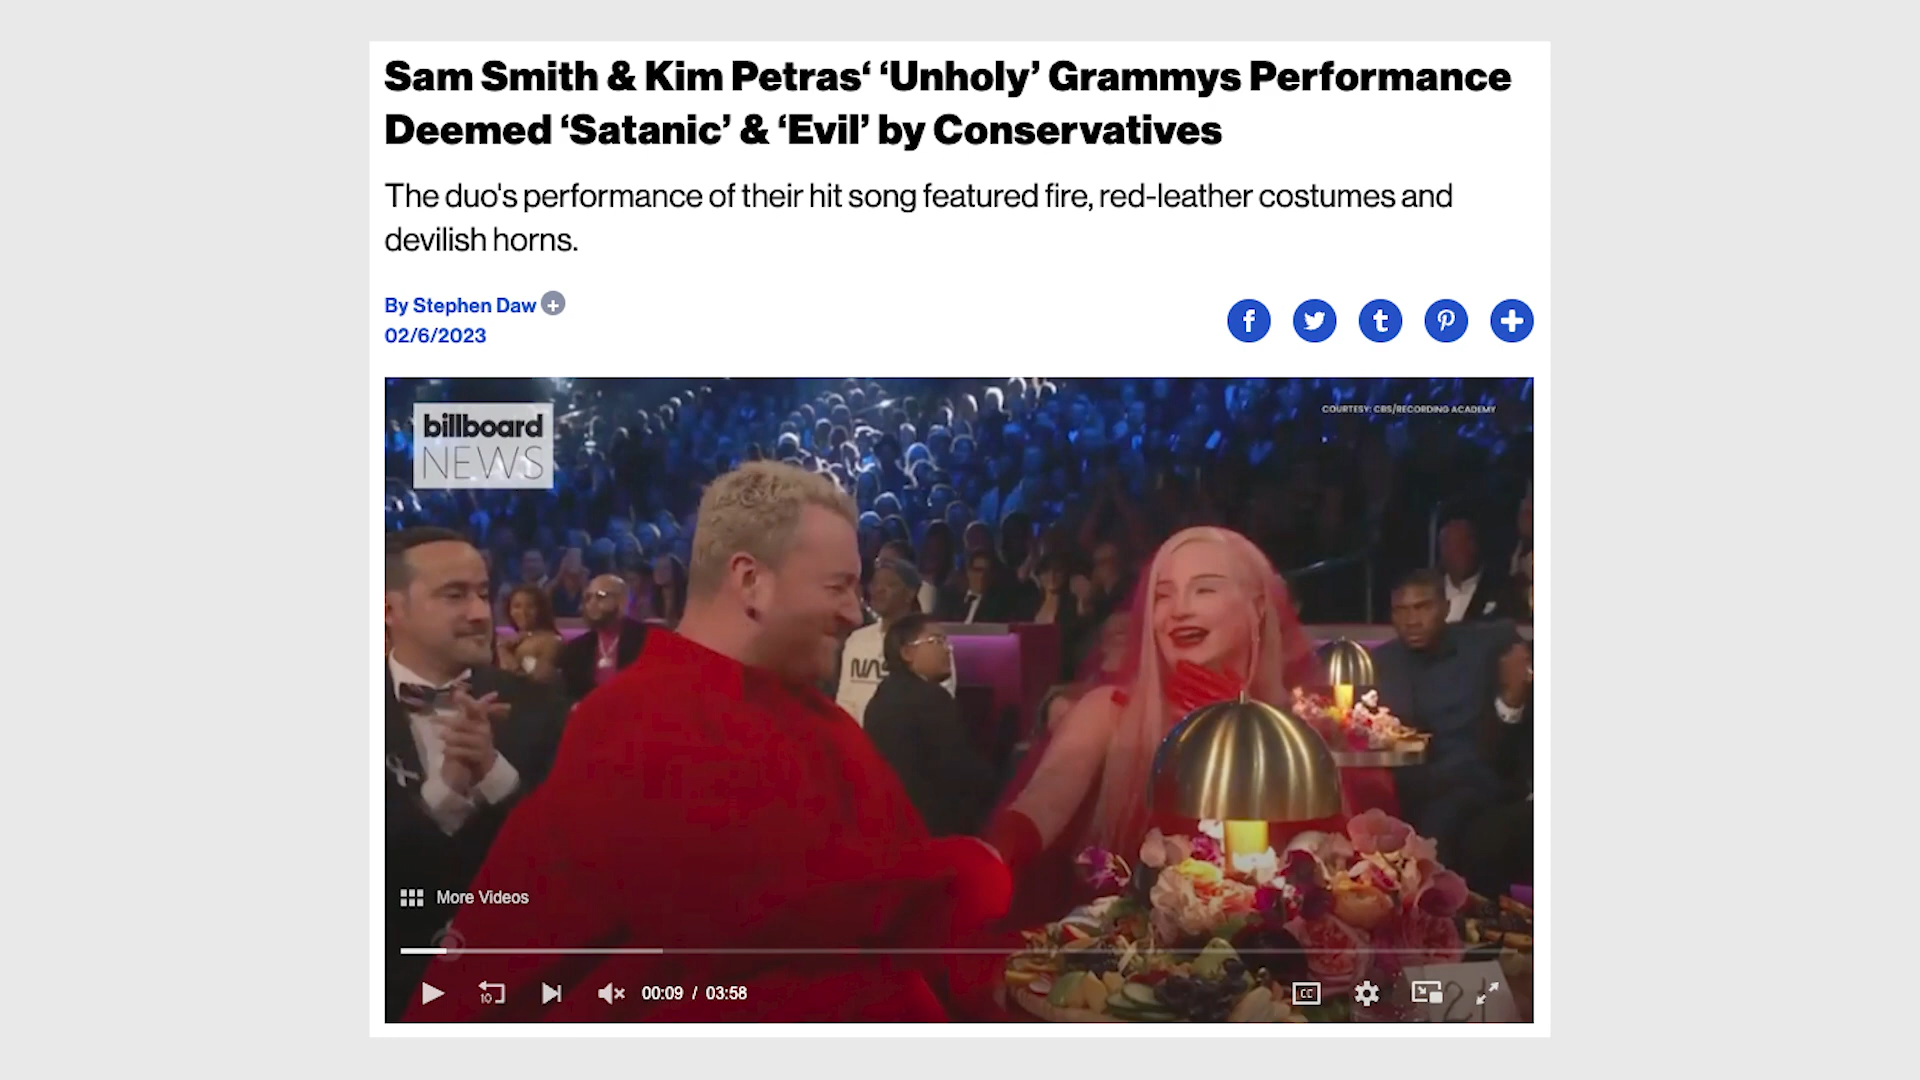 Sam Smith & Kim Petras‘ ‘Unholy’ Grammys Performance
Deemed ‘Satanic’ & ‘Evil’ by Conservatives
The duo's performance of their hit song featured fire, red-leather costumes and
devilish horns.
By Stephen Daw
02/6/2023
billboard
NEWS
COURTESY: CBS/RECORDING ACADEMY
More Videos
10
00:09 / 03:58
CC